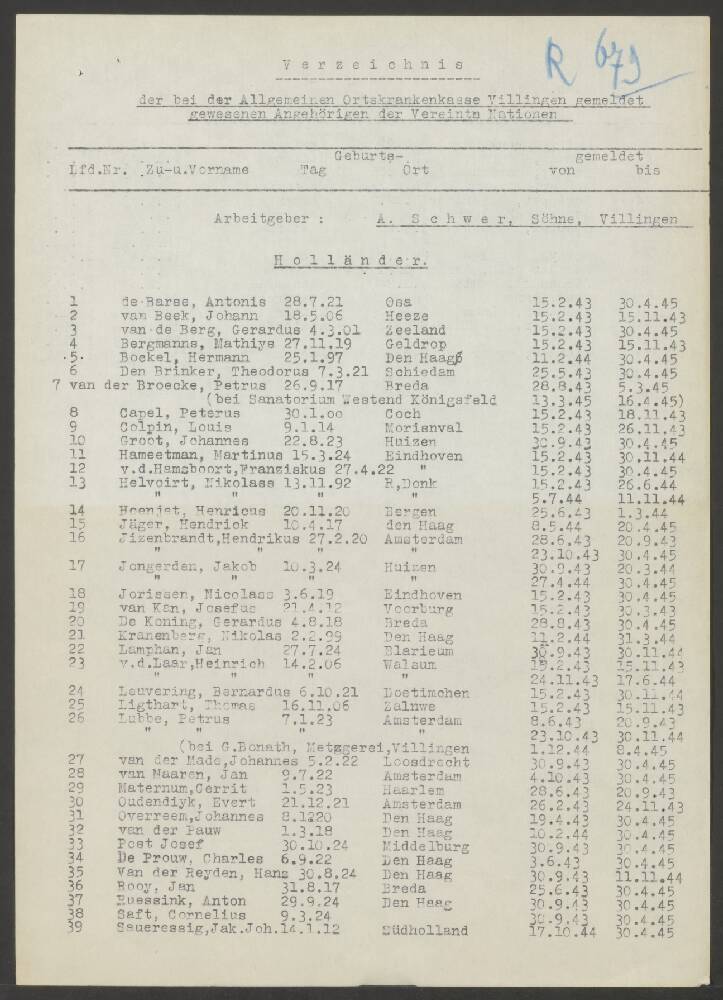 R 679
V e r z e i c h n i s
der bei der Allgemeinen Ortskrankenkasse Villingen gemeldet
gewesenen Angehörigen der Vereinte Nationen
Geburts- gemeldet
Lfd.Nr. Zu-u.Vorname Tag Ort von bis
Arbeitgeber : A. S c h w e r, Söhne, Villingen
H o l l ä n d e r.
1 de Barse, Antonis 28.7.21 Osa 15.2.43 30.4.45
2 van Beek, Johann 18.5.06 Heeze 15.2.43 15.11.43
3 van de Berg, Gerardus 4.3.01 Zeeland 15.2.43 30.4.45
4 Bergmanns, Mathiys 27.11.19 Geldrop 15.2.43 15.11.43
5. Bockel, Hermann 25.1.97 Den Haag 11.2.44 30.4.45
6 Den Brinker, Theodorus 7.3.21 Schiedam 25.5.43 30.4.45
7 van der Broecke, Petrus 26.9.17 Breda 28.8.43 5.3.45
(bei Sanatorium Westend Königsfeld 13.3.45 16.4.45)
8 Capel, Peterus 30.1.oo Coch 15.2.43 18.11.43
9 Colpin, Louis 9.1.14 Morienval 15.2.43 26.11.43
10 Groot, Johannes 22.8.23 Huizen 30.9.43 30.4.45
11 Hameetman, Martinus 15.3.24 Eindhoven 15.2.43 30.11.44
12 v.d.Hamsboort,Franziskus 27.4.22 " 15.2.43 30.4.45
13 Helvoirt, Nikolass 13.11.92 R,Donk 15.2.43 26.6.44
" " " " 5.7.44 11.11.44
14 Hoenjet, Henricus 20.11.20 Bergen 25.6.43 1.3.44
15 Jäger, Hendrick 10.4.17 den Haag 8.5.44 20.4.45
16 Jizenbrandt,Hendrikus 27.2.20 Amsterdam 28.6.43 20.9.43
" " " " 23.10.43 30.4.45
17 Jongerden, Jakob 10.3.24 Huizen 30.9.43 20.3.44
" " " " 27.4.44 30.4.45
18 Jorissen, Nicolass 3.6.19 Eindhoven 15.2.43 30.4.45
19 van Kan, Josefus 21.4.12 Voorburg 15.2.43 30.3.43
20 De Koning, Gerardus 4.8.18 Breda 28.8.43 30.4.45
21 Kranenberg, Nikolas 2.2.99 Den Haag 11.2.44 31.3.44
22 Lamphan, Jan 27.7.24 Blarieum 30.9.43 30.11.44
23 v.d.Laar,Heinrich 14.2.06 Walsum 15.2.43 15.11.43
" " " " 24.11.43 17.6.44
24 Leuvering, Bernardus 6.10.21 Doetimchen 15.2.43 30.11.44
25 Ligthart, Thomas 16.11.06 Zalnwe 15.2.43 15.11.43
26 Lubbe, Petrus 7.1.23 Amsterdam 8.6.43 20.9.43
" " " " 23.10.43 30.11.44
(bei G.Bonath, Metzgerei,Villingen 1.12.44 8.4.45
27 van der Made,Johannes 5.2.22 Loosdrecht 30.9.43 30.4.45
28 van Maaren, Jan 9.7.22 Amsterdam 4.10.43 30.4.45
29 Maternum,Gerrit 1.5.23 Haarlem 28.6.43 20.9.43
30 Oudendiyk, Evert 21.12.21 Amsterdam 26.2.43 24.11.43
31 Overreem,Johannes 8.1220 Den Haag 19.4.43 30.4.45
32 van der Pauw 1.3.18 Den Haag 10.2.44 30.4.45
33 Post Josef 30.10.24 Middelburg 30.9.43 30.4.45
34 De Prouw, Charles 6.9.22 Den Haag 3.6.43 30.4.45
35 Van der Reyden, Hans 30.8.24 Den Haag 30.9.43 11.11.44
36 Rooy, Jan 31.8.17 Breda 25.6.43 30.4.45
37 Ruessink, Anton 29.9.24 Den Haag 30.9.43 30.4.45
38 Saft, Cornelius 9.3.24 30.9.43 30.4.45
39 Saueressig,Jak.Joh.14.1.12 Südholland 17.10.44 30.4.45